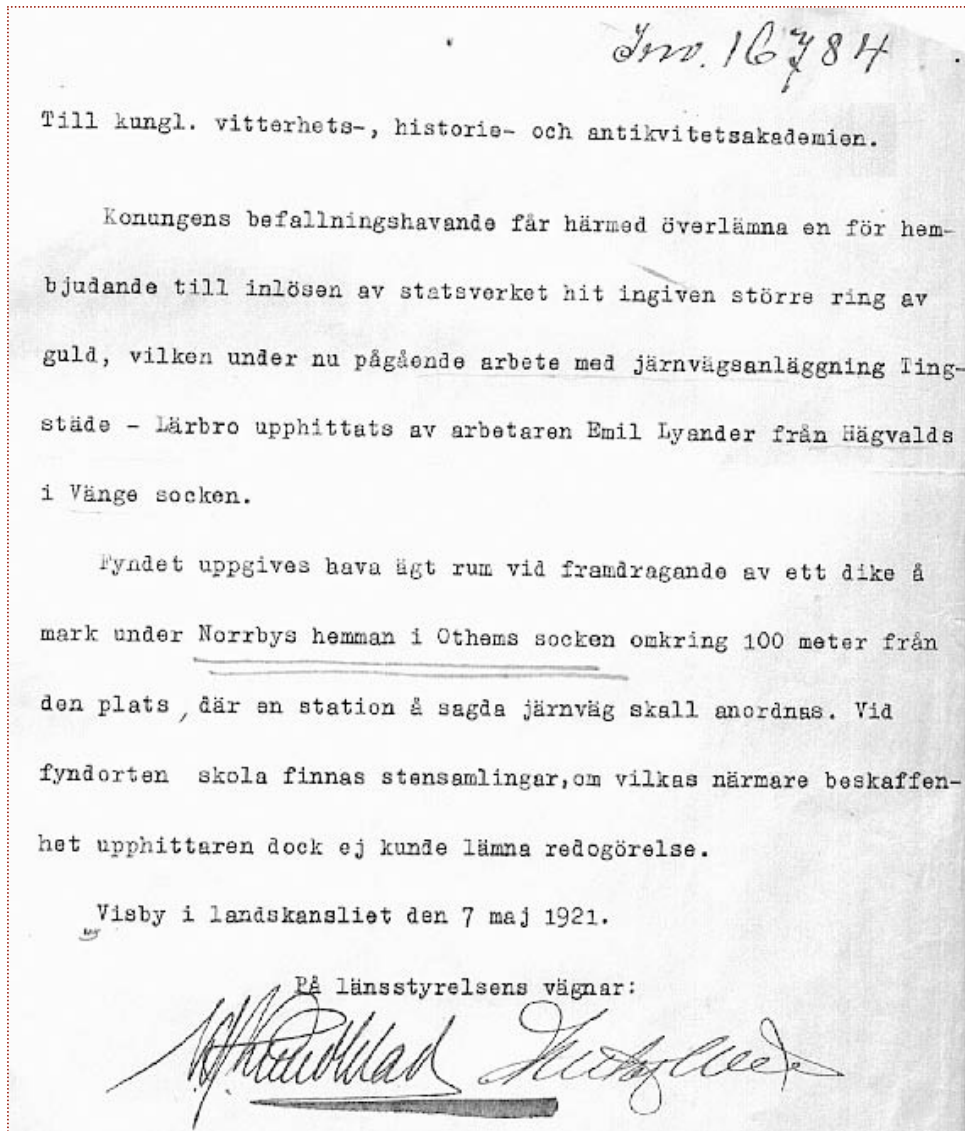 Inv. 16784
Till kungl. vitterhets-, historie- och antikvitetsakademien.
Konungens befallningshavande får härmed överlämna en för hem-
bjudande till inlösen av statsverket hit ingiven större ring av
guld, vilken under nu pågående arbete med järnvägsanläggning Ting-
städe - Lärbro upphittats av arbetaren Emil Lyander från Hägvalds
i Vänge socken.
Fyndet uppgives hava ägt rum vid framdragande av ett dike å
mark under Norrbys hemman i Othems socken omkring 100 meter från
den plats, där en station å sagda järnväg skall anordnas. Vid
fyndorten skola finnas stensamlingar,om vilkas närmare beskaffen-
het upphittaren dock ej kunde lämna redogörelse.
Visby i landskansliet den 7 maj 1921.
På länsstyrelsens vägnar: